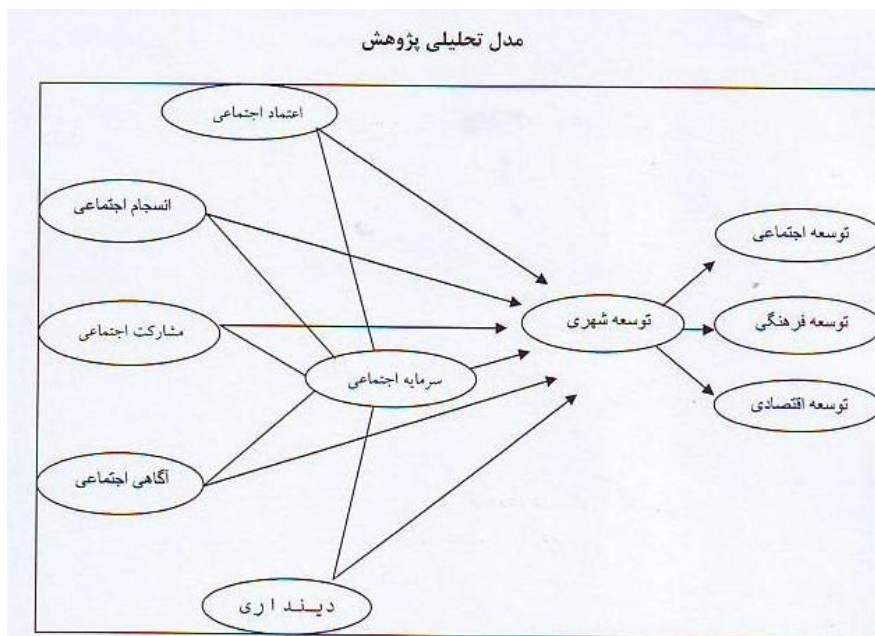 مدل تحلیلی پژوهش
اعتماد اجتماعی
انسجام اجتماعی
توسعه اجتماعی
مشارکت اجتماعی
توسعه شهری
توسعه فرهنگی
سرمایه اجتماعی
توسعه اقتصادی
آگاهی اجتماعی
دینداری